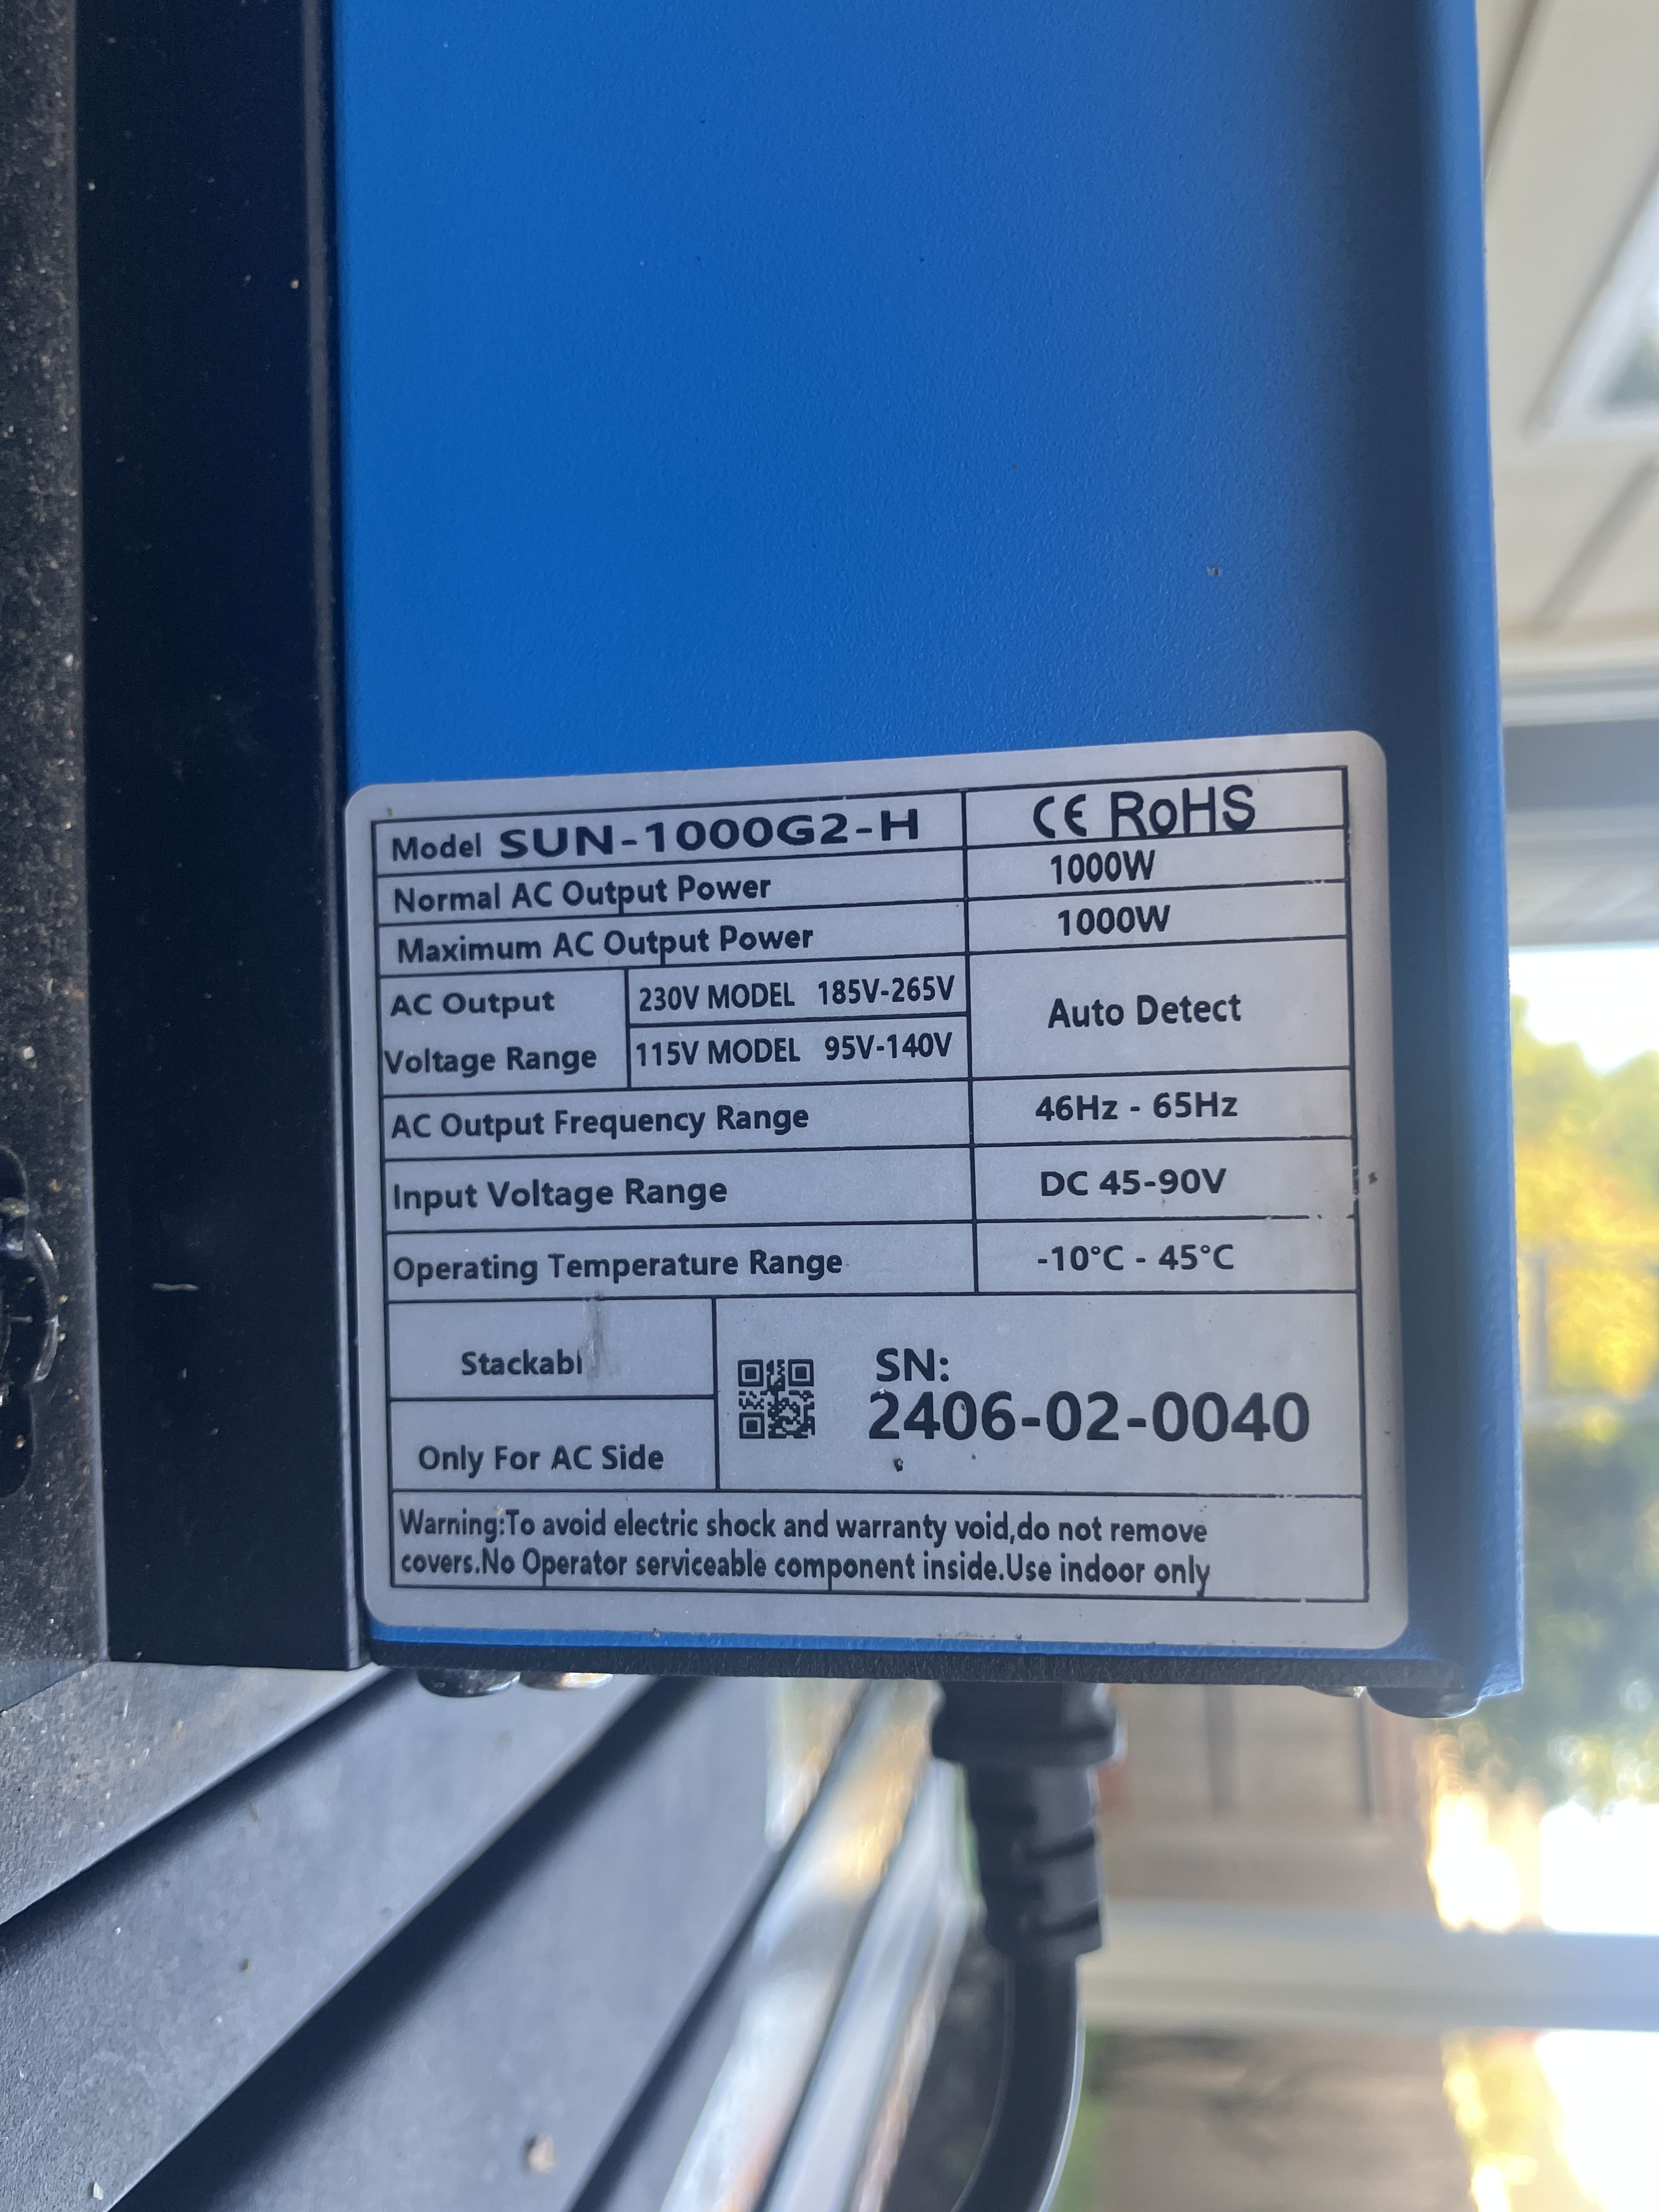 Model SUN-1000G2-H CE RoHS
Normal AC Output Power 1000W
Maximum AC Output Power 1000W
AC Output Voltage Range
230V MODEL 185V-265V
115V MODEL 95V-140V
Auto Detect
AC Output Frequency Range 46Hz - 65Hz
Input Voltage Range DC 45-90V
Operating Temperature Range -10°C - 45°C
Stackabl
Only For AC Side
SN:
2406-02-0040
Warning:To avoid electric shock and warranty void,do not remove
covers.No Operator serviceable component inside.Use indoor only